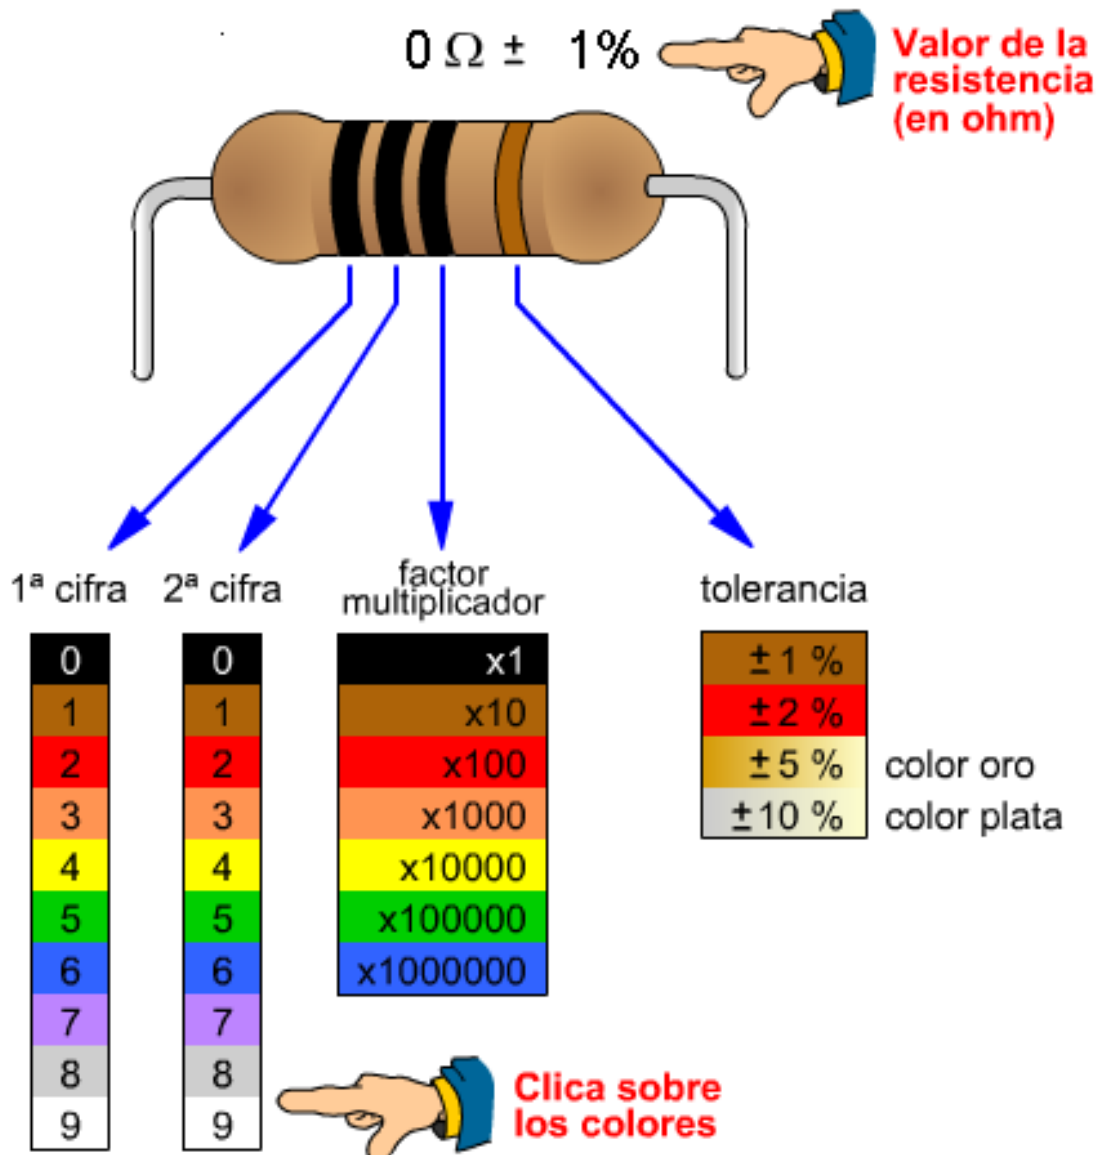 0 Ω ± 1%
Valor de la
resistencia
(en ohm)
1ª cifra
2ª cifra
factor
multiplicador
tolerancia
0
1
2
3
4
5
6
7
8
9
0
1
2
3
4
5
6
7
8
9
x1
x10
x100
x1000
x10000
x100000
x1000000
± 1 %
± 2 %
± 5 % color oro
± 10 % color plata
Clica sobre
los colores